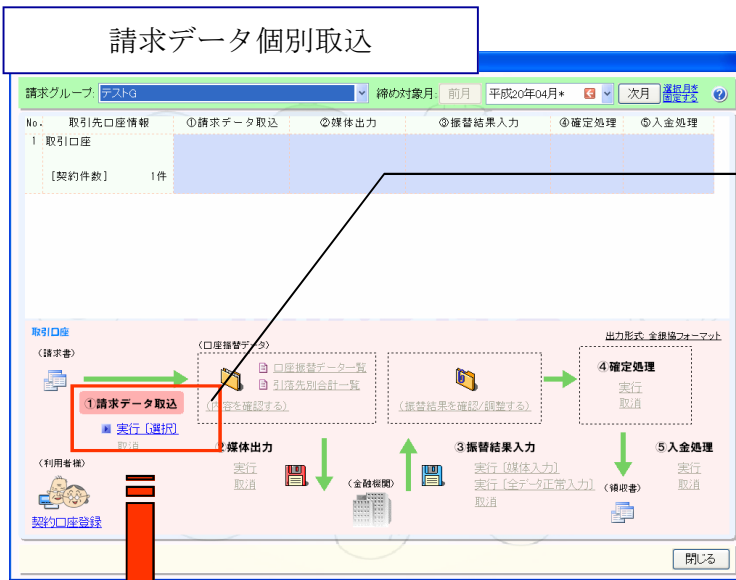 請求データ個別取込
請求グループ: テストG 締め対象月: 前月 平成20年04月* 次月 選択月を固定する
No. 取引先口座情報 ①請求データ取込 ②媒体出力 ③振替結果入力 ④確定処理 ⑤入金処理
1 取引口座
[契約件数] 1件
取引口座
出力形式 全銀協フォーマット
(請求書)
(口座振替データ)
口座振替データ一覧
引落先別合計一覧
(内容を確認する)
(振替結果を確認/調整する)
④確定処理
実行
取消
①請求データ取込
実行 [選択]
取消
②媒体出力
実行
取消
(金融機関)
③振替結果入力
実行 [媒体入力]
実行 [全データ正常入力]
取消
(領収書)
⑤入金処理
実行
取消
(利用者様)
契約口座登録
閉じる